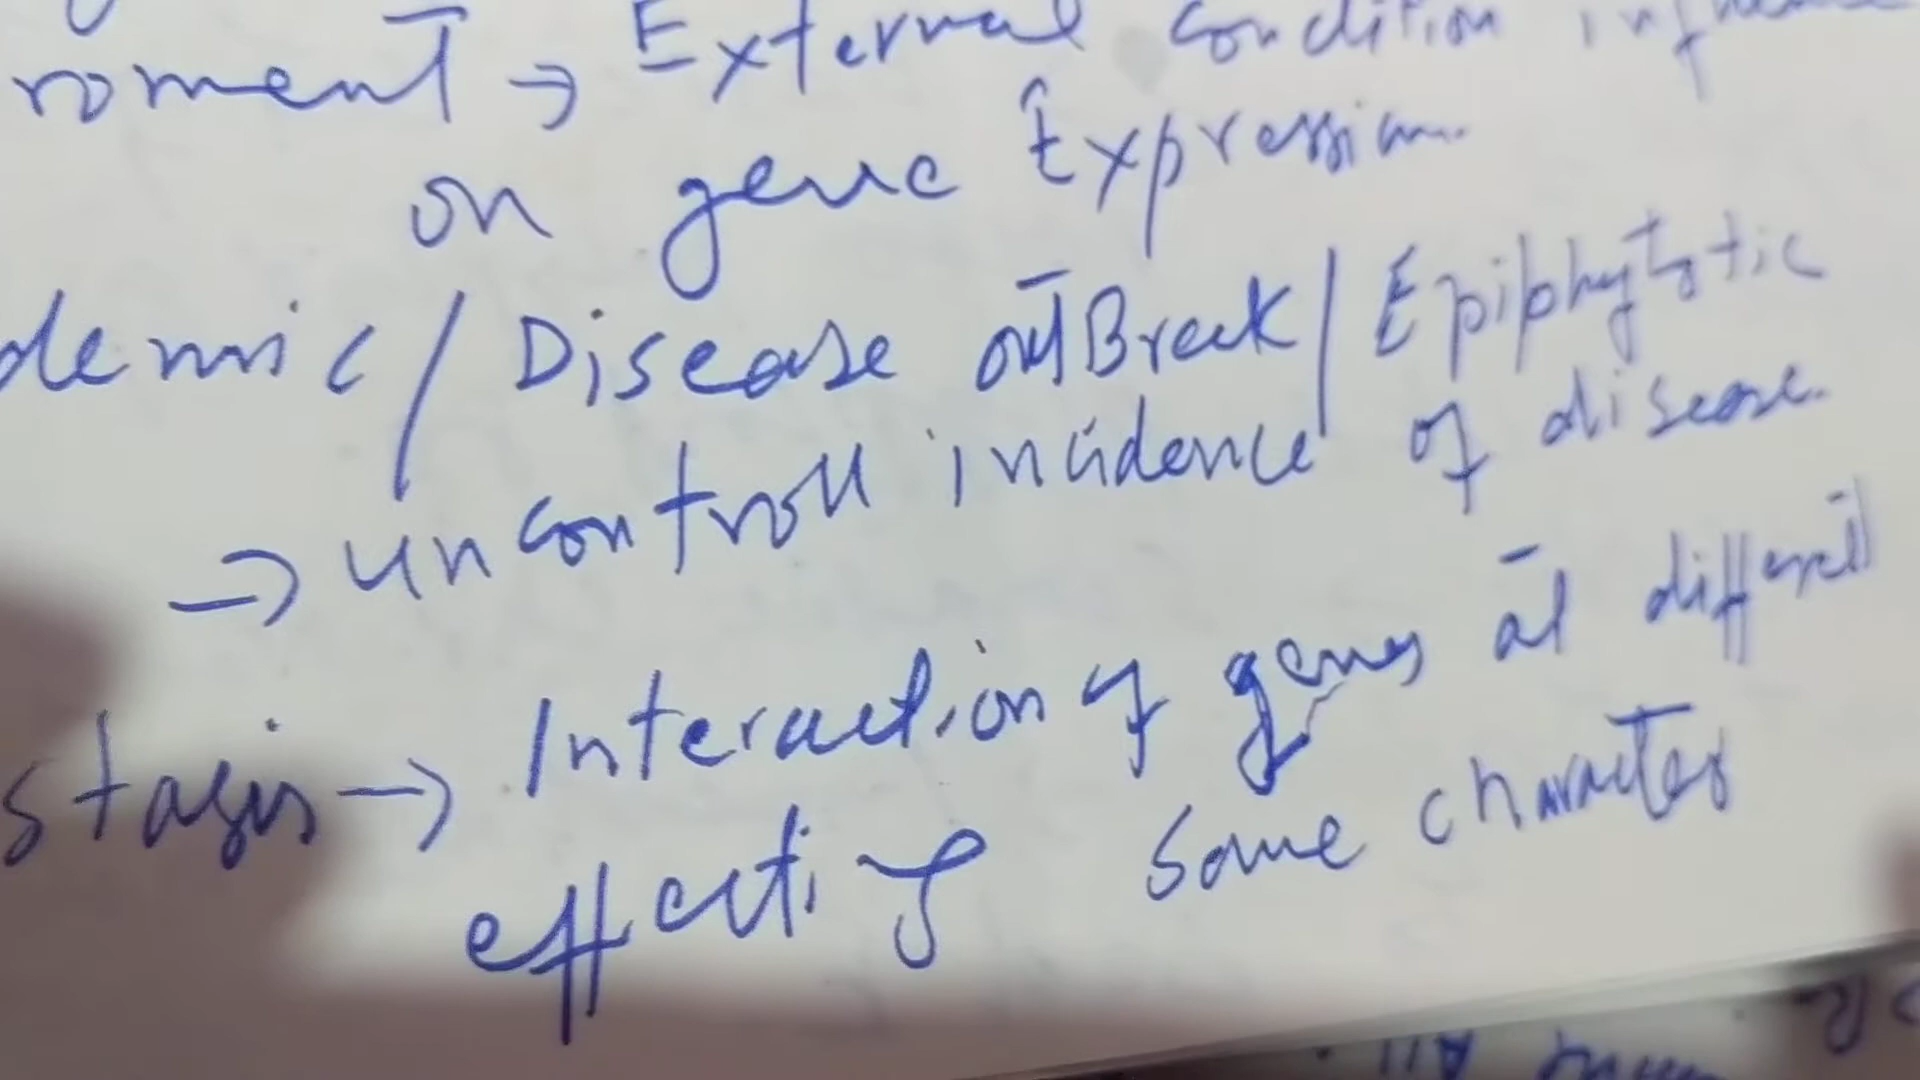 roment → External condition influence
on gene Expression.
demic / Disease outBreak / Epiphytotic
→ uncontroll incidence of disease.
stasis → Interaction of genes at different
effecting same character